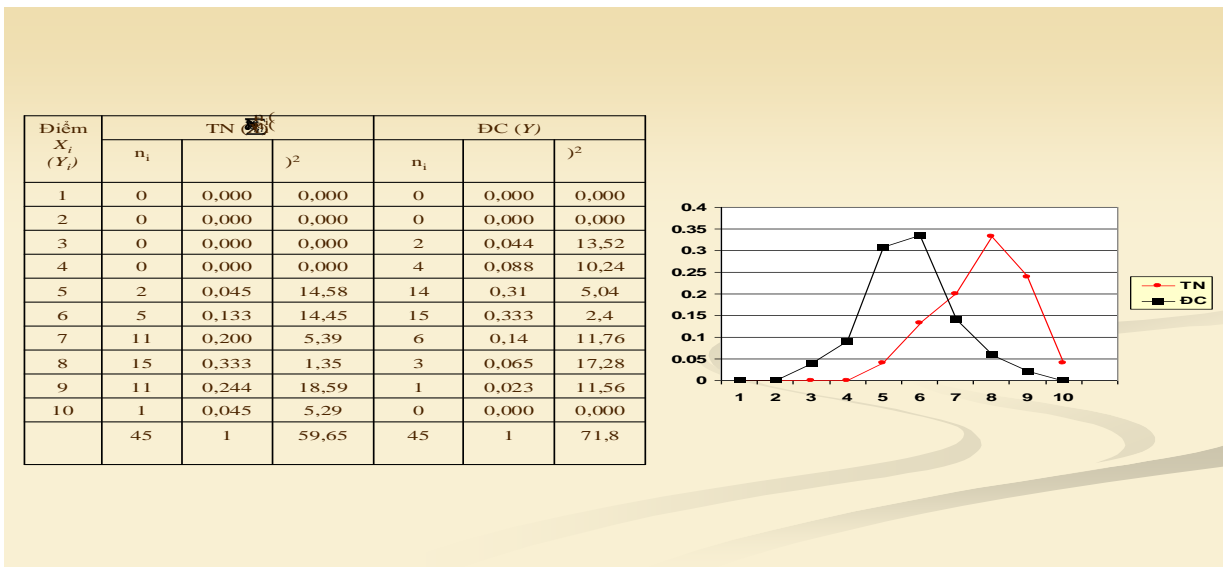 Điểm TN ( ĐC (Y)
Xi (Yi) ni )² ni )²
1 0 0,000 0,000 0 0,000 0,000
2 0 0,000 0,000 0 0,000 0,000
3 0 0,000 0,000 2 0,044 13,52
4 0 0,000 0,000 4 0,088 10,24
5 2 0,045 14,58 14 0,31 5,04
6 5 0,133 14,45 15 0,333 2,4
7 11 0,200 5,39 6 0,14 11,76
8 15 0,333 1,35 3 0,065 17,28
9 11 0,244 18,59 1 0,023 11,56
10 1 0,045 5,29 0 0,000 0,000
45 1 59,65 45 1 71,8
0.4
0.35
0.3
0.25
0.2
0.15
0.1
0.05
0
1 2 3 4 5 6 7 8 9 10
TN
ĐC